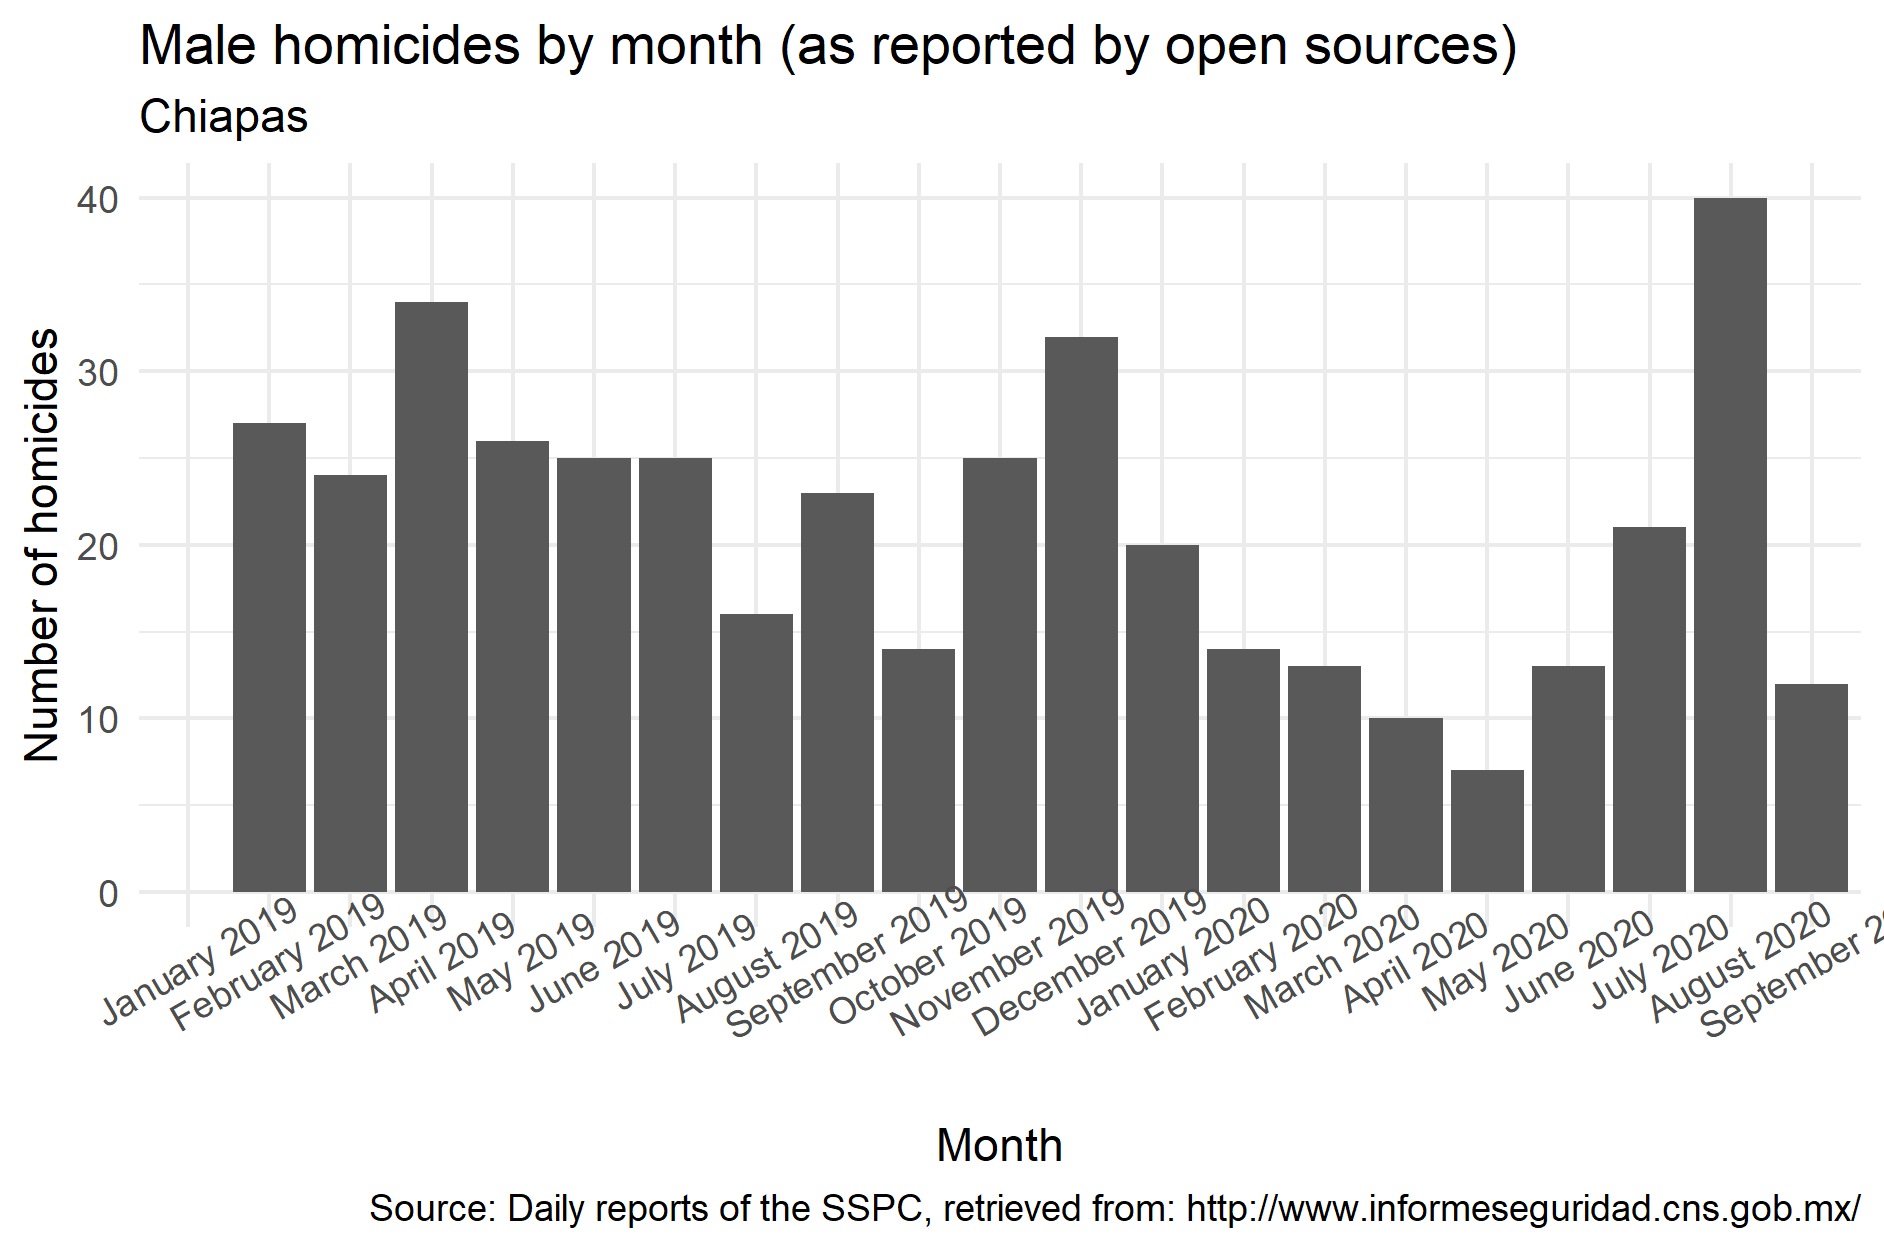 Male homicides by month (as reported by open sources)
Chiapas
Number of homicides
40
30
20
10
0
January 2019
February 2019
March 2019
April 2019
May 2019
June 2019
July 2019
August 2019
September 2019
October 2019
November 2019
December 2019
January 2020
February 2020
March 2020
April 2020
May 2020
June 2020
July 2020
August 2020
September 2
Month
Source: Daily reports of the SSPC, retrieved from: http://www.informeseguridad.cns.gob.mx/